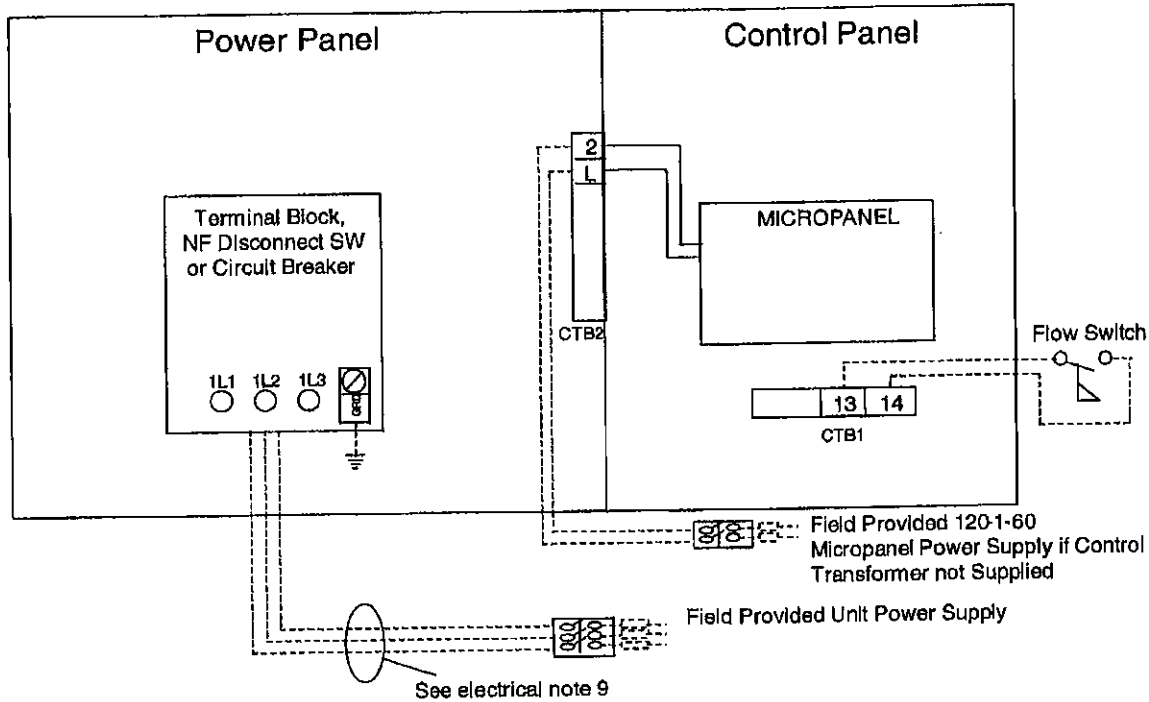 Power Panel
Control Panel
2
L
Terminal Block,
NF Disconnect SW
or Circuit Breaker
MICROPANEL
CTB2
Flow Switch
1L1 1L2 1L3
GRD
13 14
CTB1
Field Provided 120-1-60
Micropanel Power Supply if Control
Transformer not Supplied
Field Provided Unit Power Supply
See electrical note 9